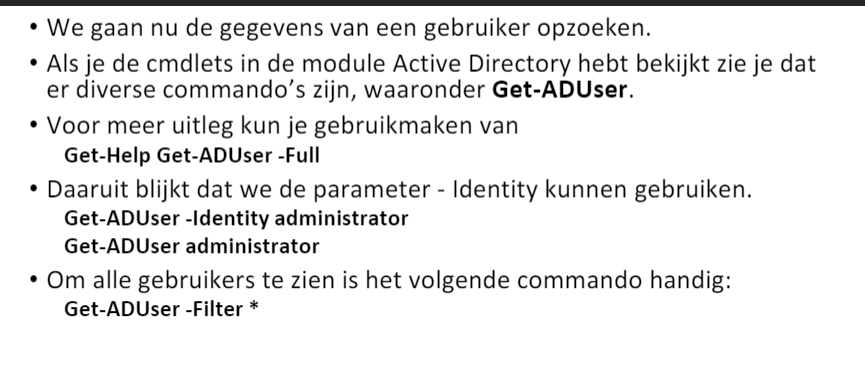 • We gaan nu de gegevens van een gebruiker opzoeken.
• Als je de cmdlets in de module Active Directory hebt bekijkt zie je dat
er diverse commando’s zijn, waaronder Get-ADUser.
• Voor meer uitleg kun je gebruikmaken van
Get-Help Get-ADUser -Full
• Daaruit blijkt dat we de parameter - Identity kunnen gebruiken.
Get-ADUser -Identity administrator
Get-ADUser administrator
• Om alle gebruikers te zien is het volgende commando handig:
Get-ADUser -Filter *